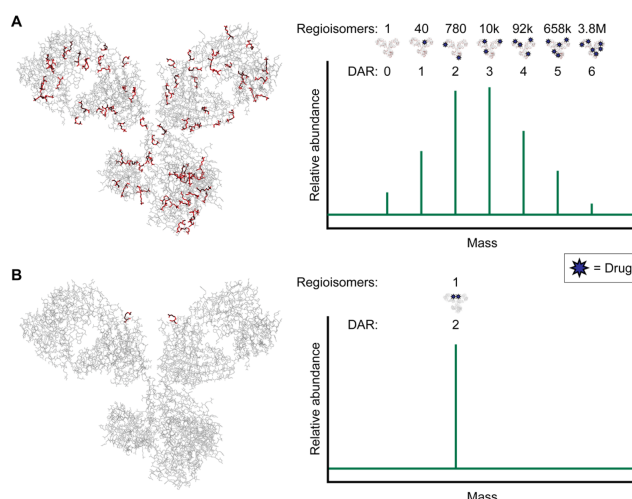 A
Regioisomers: 1 40 780 10k 92k 658k 3.8M
DAR: 0 1 2 3 4 5 6
Relative abundance
Mass
= Drug
B
Regioisomers: 1
DAR: 2
Relative abundance
Mass